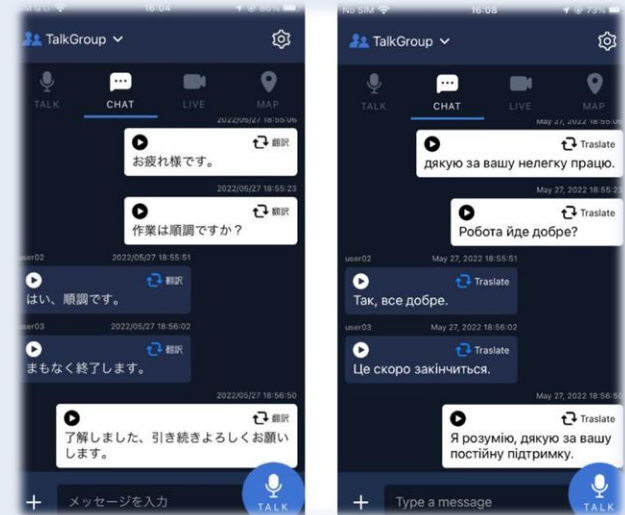 16:04
86%
TalkGroup
TALK
CHAT
LIVE
MAP
2022/05/27 18:55:06
翻訳
お疲れ様です。
2022/05/27 18:55:23
翻訳
作業は順調ですか？
user02 2022/05/27 18:55:51
翻訳
はい、順調です。
user03 2022/05/27 18:56:02
翻訳
まもなく終了します。
2022/05/27 18:56:50
翻訳
了解しました、引き続きよろしくお願い
します。
メッセージを入力
TALK
No SIM
16:08
73%
TalkGroup
TALK
CHAT
LIVE
MAP
May 27, 2022 18:55:06
Traslate
дякую за вашу нелегку працю.
May 27, 2022 18:55:23
Traslate
Робота йде добре?
user02 May 27, 2022 18:55:51
Traslate
Так, все добре.
user03 May 27, 2022 18:56:02
Traslate
Це скоро закінчиться.
May 27, 2022 18:56:50
Traslate
Я розумію, дякую за вашу
постійну підтримку.
Type a message
TALK